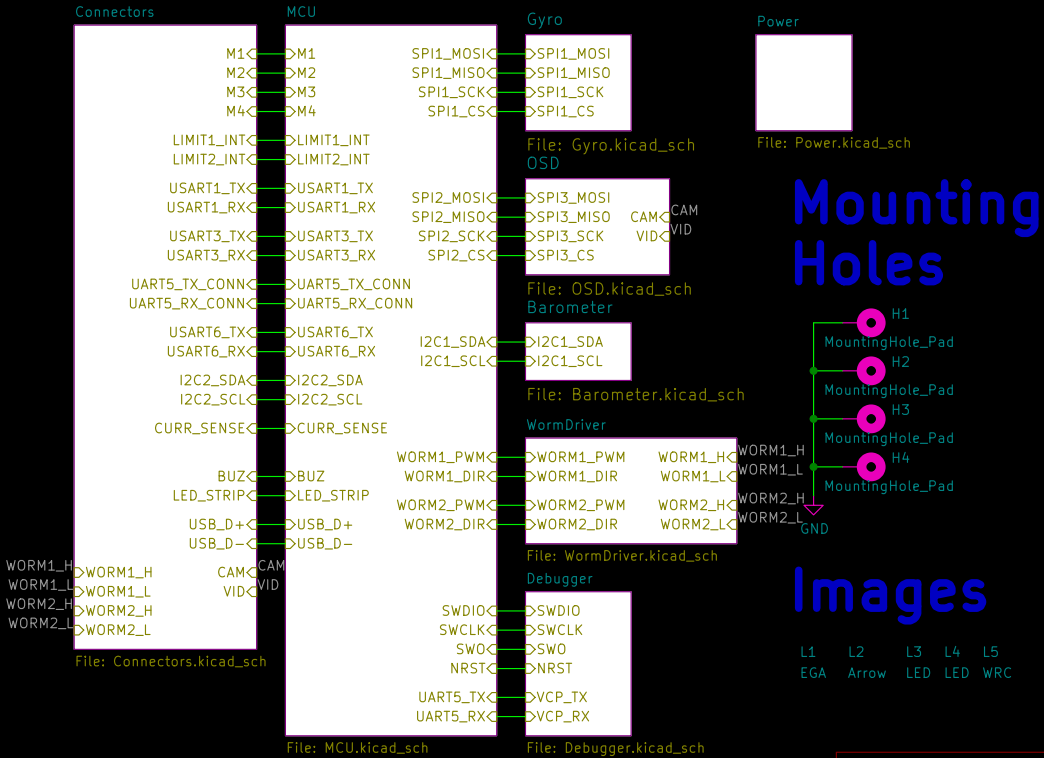 Connectors
M1
M2
M3
M4
LIMIT1_INT
LIMIT2_INT
USART1_TX
USART1_RX
USART3_TX
USART3_RX
UART5_TX_CONN
UART5_RX_CONN
USART6_TX
USART6_RX
I2C2_SDA
I2C2_SCL
CURR_SENSE
BUZ
LED_STRIP
USB_D+
USB_D-
WORM1_H WORM1_H CAM CAM
WORM1_L WORM1_L VID VID
WORM2_H WORM2_H
WORM2_L WORM2_L
File: Connectors.kicad_sch
MCU
M1 SPI1_MOSI
M2 SPI1_MISO
M3 SPI1_SCK
M4 SPI1_CS
LIMIT1_INT
LIMIT2_INT
USART1_TX SPI2_MOSI
USART1_RX SPI2_MISO
USART3_TX SPI2_SCK
USART3_RX SPI2_CS
UART5_TX_CONN
UART5_RX_CONN
USART6_TX I2C1_SDA
USART6_RX I2C1_SCL
I2C2_SDA
I2C2_SCL
CURR_SENSE
WORM1_PWM
BUZ WORM1_DIR
LED_STRIP WORM2_PWM
USB_D+ WORM2_DIR
USB_D-
SWDIO
SWCLK
SWO
NRST
UART5_TX
UART5_RX
File: MCU.kicad_sch
Gyro
SPI1_MOSI
SPI1_MISO
SPI1_SCK
SPI1_CS
File: Gyro.kicad_sch
OSD
SPI3_MOSI
SPI3_MISO CAM CAM
SPI3_SCK VID VID
SPI3_CS
File: OSD.kicad_sch
Barometer
I2C1_SDA
I2C1_SCL
File: Barometer.kicad_sch
WormDriver
WORM1_PWM WORM1_H WORM1_H
WORM1_DIR WORM1_L WORM1_L
WORM2_PWM WORM2_H WORM2_H
WORM2_DIR WORM2_L WORM2_L
File: WormDriver.kicad_sch
Debugger
SWDIO
SWCLK
SWO
NRST
VCP_TX
VCP_RX
File: Debugger.kicad_sch
Power
File: Power.kicad_sch
Mounting
Holes
H1
MountingHole_Pad
H2
MountingHole_Pad
H3
MountingHole_Pad
H4
MountingHole_Pad
GND
Images
L1 L2 L3 L4 L5
EGA Arrow LED LED WRC